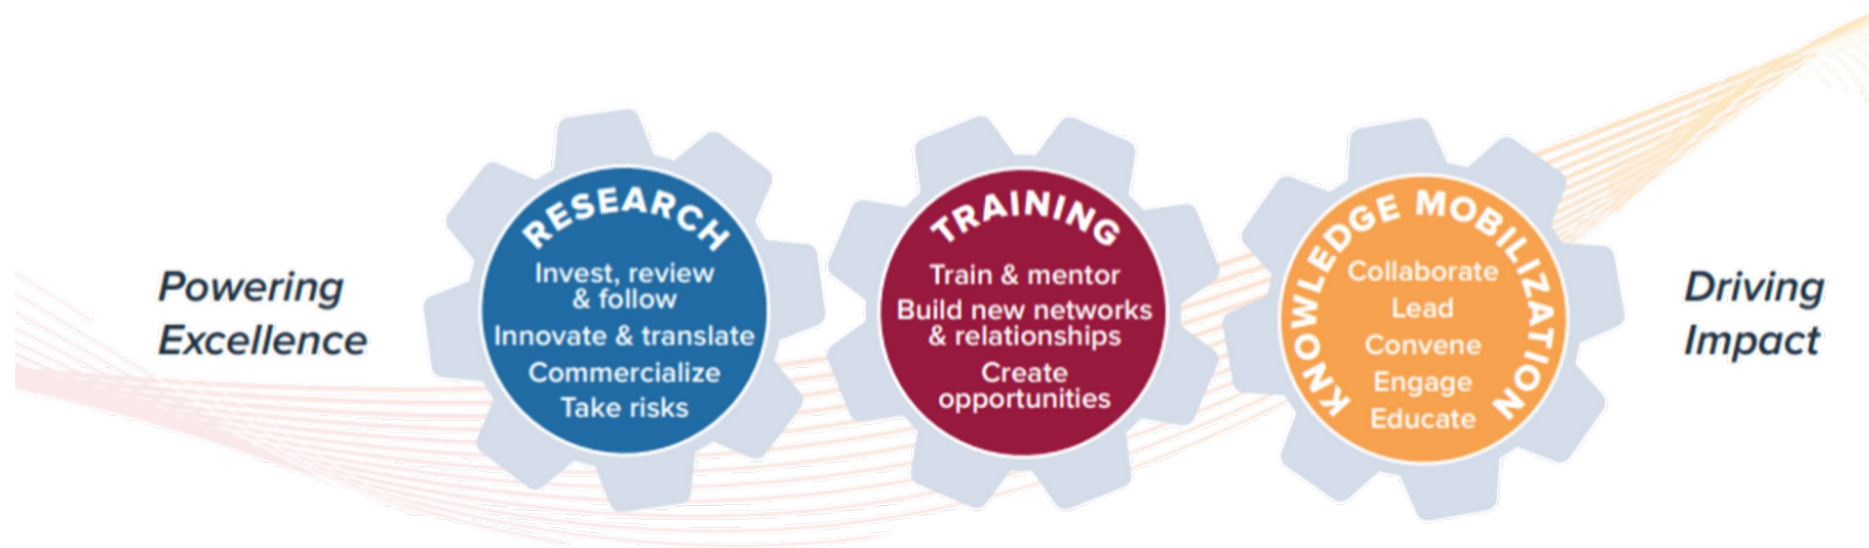 Powering
Excellence
RESEARCH
Invest, review
& follow
Innovate & translate
Commercialize
Take risks
TRAINING
Train & mentor
Build new networks
& relationships
Create
opportunities
KNOWLEDGE MOBILIZATION
Collaborate
Lead
Convene
Engage
Educate
Driving
Impact